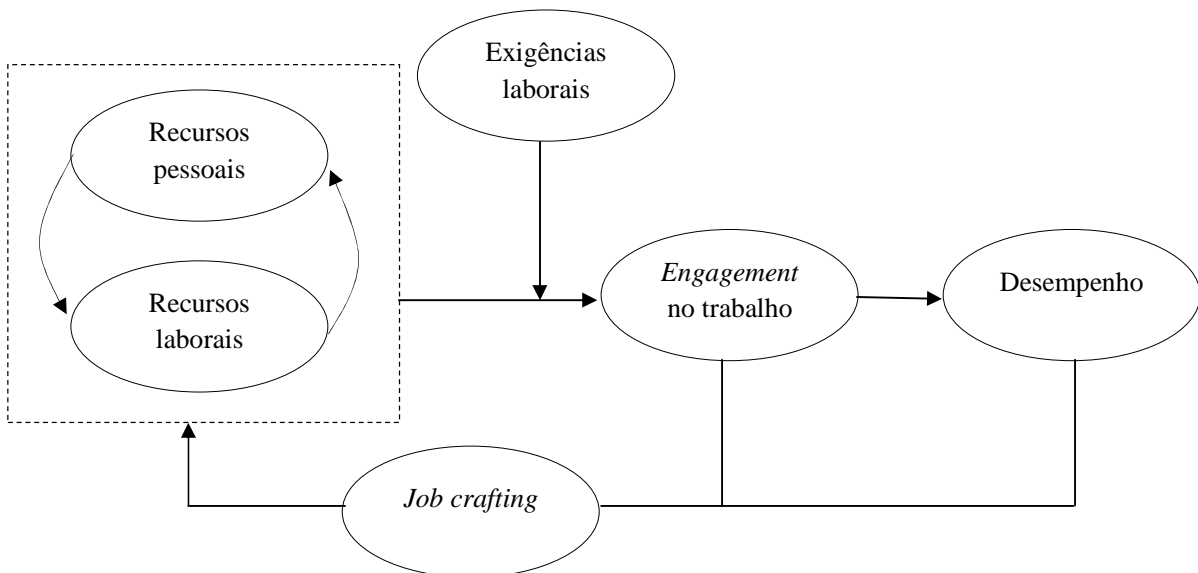 Exigências
laborais
Recursos
pessoais
Recursos
laborais
Engagement
no trabalho
Desempenho
Job crafting